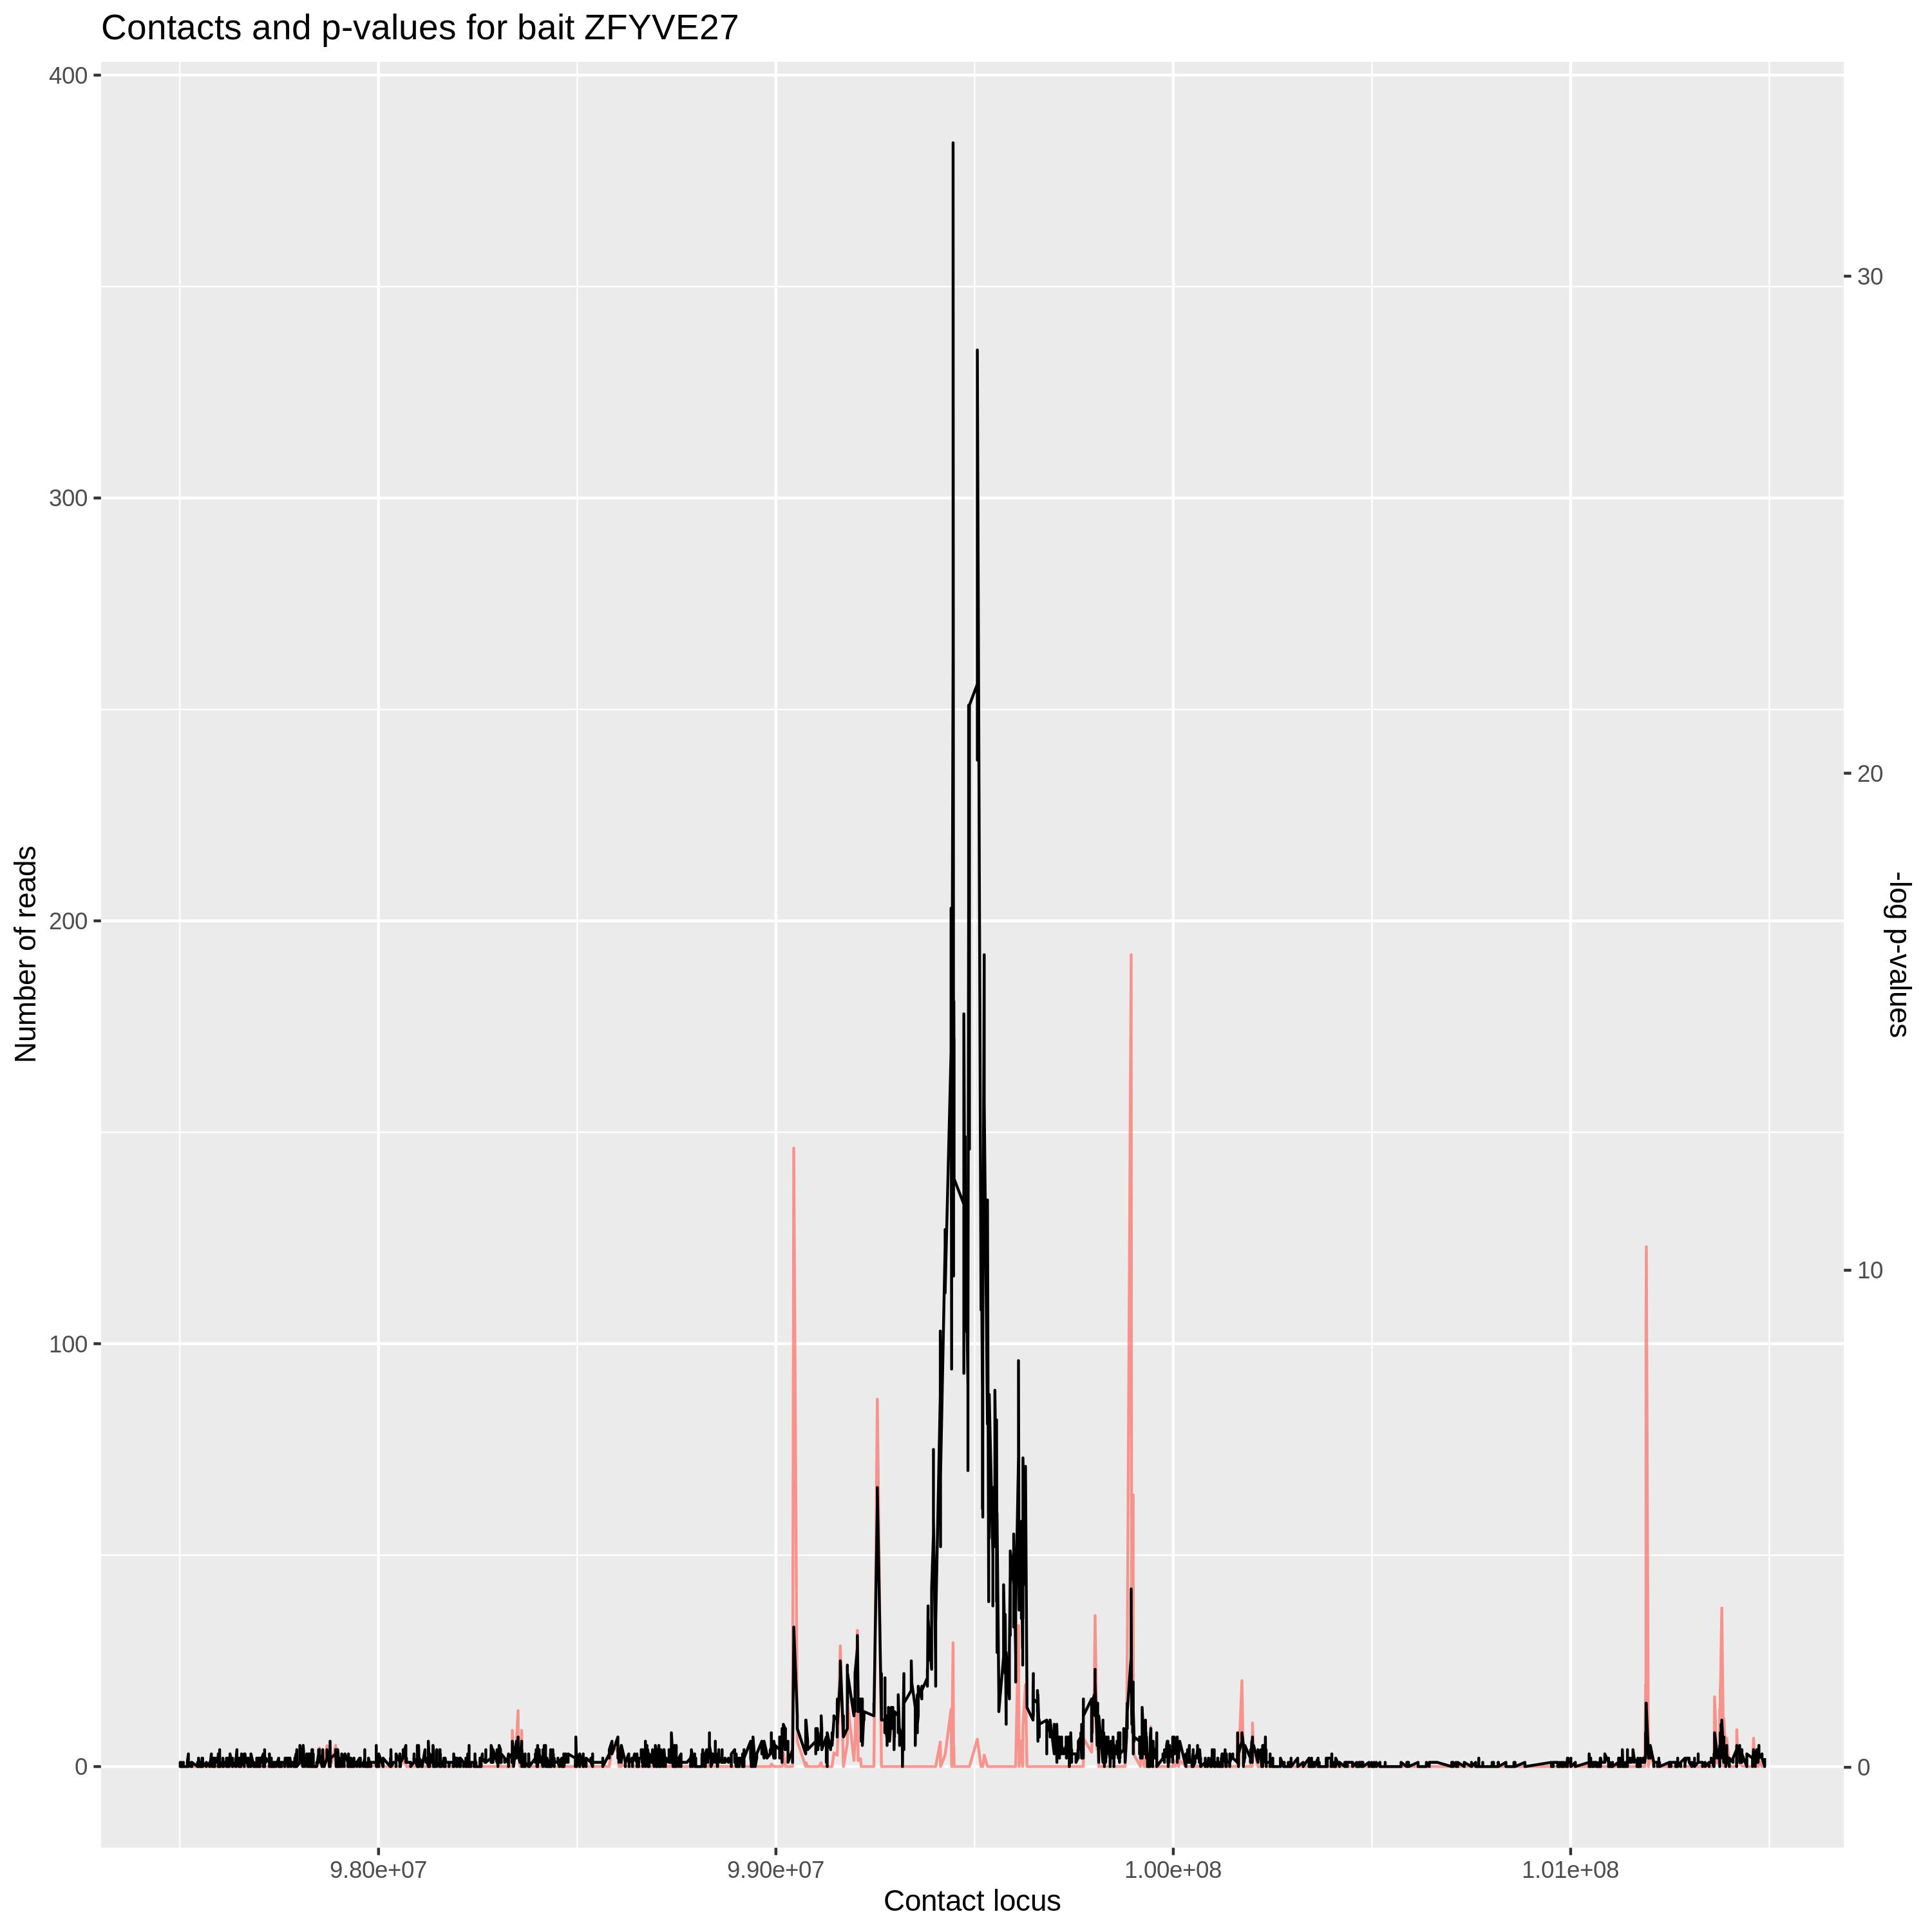 Contacts and p-values for bait ZFYVE27
400
300
200
100
0
Number of reads
30
20
10
0
-log p-values
9.80e+07
9.90e+07
1.00e+08
1.01e+08
Contact locus